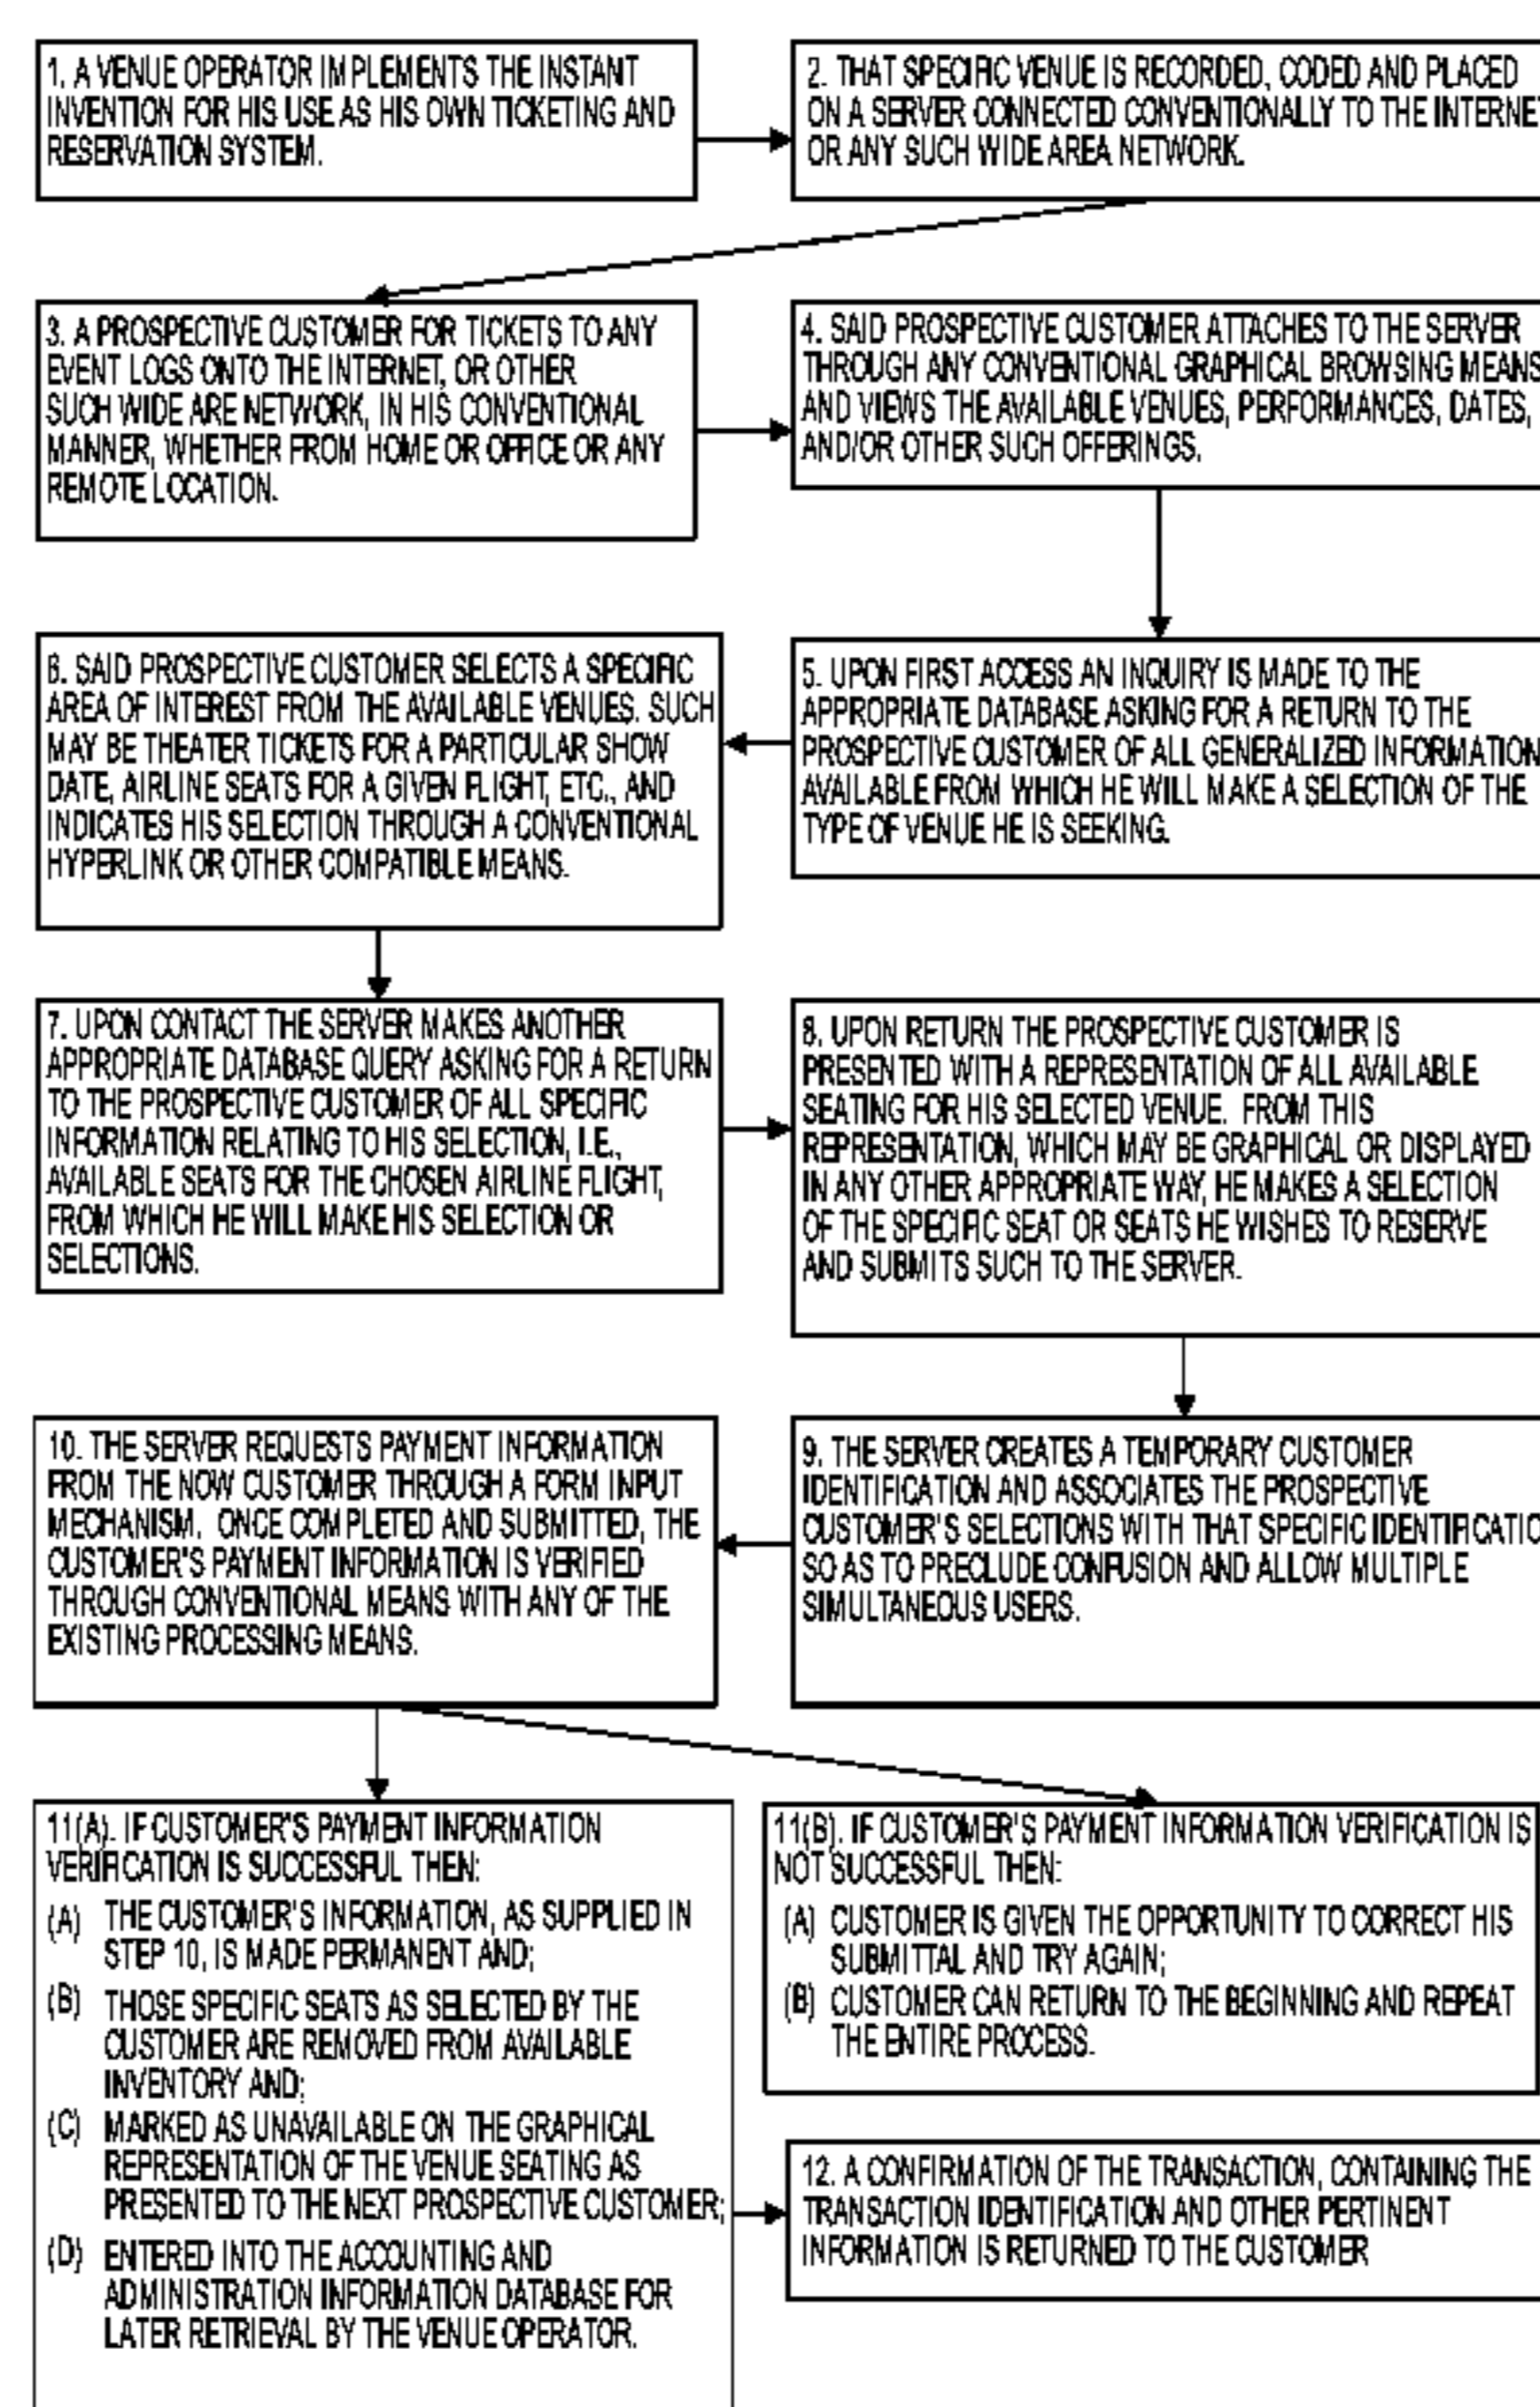 1. A VENUE OPERATOR IMPLEMENTS THE INSTANT
INVENTION FOR HIS USE AS HIS OWN TICKETING AND
RESERVATION SYSTEM.
2. THAT SPECIFIC VENUE IS RECORDED, CODED AND PLACED
ON A SERVER CONNECTED CONVENTIONALLY TO THE INTERNET
OR ANY SUCH WIDE AREA NETWORK.
3. A PROSPECTIVE CUSTOMER FOR TICKETS TO ANY
EVENT LOGS ONTO THE INTERNET, OR OTHER
SUCH WIDE ARE NETWORK, IN HIS CONVENTIONAL
MANNER, WHETHER FROM HOME OR OFFICE OR ANY
REMOTE LOCATION.
4. SAID PROSPECTIVE CUSTOMER ATTACHES TO THE SERVER
THROUGH ANY CONVENTIONAL GRAPHICAL BROWSING MEANS
AND VIEWS THE AVAILABLE VENUES, PERFORMANCES, DATES,
AND/OR OTHER SUCH OFFERINGS.
5. UPON FIRST ACCESS AN INQUIRY IS MADE TO THE
APPROPRIATE DATABASE ASKING FOR A RETURN TO THE
PROSPECTIVE CUSTOMER OF ALL GENERALIZED INFORMATION
AVAILABLE FROM WHICH HE WILL MAKE A SELECTION OF THE
TYPE OF VENUE HE IS SEEKING.
6. SAID PROSPECTIVE CUSTOMER SELECTS A SPECIFIC
AREA OF INTEREST FROM THE AVAILABLE VENUES. SUCH
MAY BE THEATER TICKETS FOR A PARTICULAR SHOW
DATE, AIRLINE SEATS FOR A GIVEN FLIGHT, ETC., AND
INDICATES HIS SELECTION THROUGH A CONVENTIONAL
HYPERLINK OR OTHER COMPATIBLE MEANS.
7. UPON CONTACT THE SERVER MAKES ANOTHER
APPROPRIATE DATABASE QUERY ASKING FOR A RETURN
TO THE PROSPECTIVE CUSTOMER OF ALL SPECIFIC
INFORMATION RELATING TO HIS SELECTION, I.E.,
AVAILABLE SEATS FOR THE CHOSEN AIRLINE FLIGHT,
FROM WHICH HE WILL MAKE HIS SELECTION OR
SELECTIONS.
8. UPON RETURN THE PROSPECTIVE CUSTOMER IS
PRESENTED WITH A REPRESENTATION OF ALL AVAILABLE
SEATING FOR HIS SELECTED VENUE. FROM THIS
REPRESENTATION, WHICH MAY BE GRAPHICAL OR DISPLAYED
IN ANY OTHER APPROPRIATE WAY, HE MAKES A SELECTION
OF THE SPECIFIC SEAT OR SEATS HE WISHES TO RESERVE
AND SUBMITS SUCH TO THE SERVER.
9. THE SERVER CREATES A TEMPORARY CUSTOMER
IDENTIFICATION AND ASSOCIATES THE PROSPECTIVE
CUSTOMER'S SELECTIONS WITH THAT SPECIFIC IDENTIFICATIO
SO AS TO PRECLUDE CONFUSION AND ALLOW MULTIPLE
SIMULTANEOUS USERS.
10. THE SERVER REQUESTS PAYMENT INFORMATION
FROM THE NOW CUSTOMER THROUGH A FORM INPUT
MECHANISM. ONCE COMPLETED AND SUBMITTED, THE
CUSTOMER'S PAYMENT INFORMATION IS VERIFIED
THROUGH CONVENTIONAL MEANS WITH ANY OF THE
EXISTING PROCESSING MEANS.
11(A). IF CUSTOMER'S PAYMENT INFORMATION
VERIFICATION IS SUCCESSFUL THEN:
(A) THE CUSTOMER'S INFORMATION, AS SUPPLIED IN
STEP 10, IS MADE PERMANENT AND;
(B) THOSE SPECIFIC SEATS AS SELECTED BY THE
CUSTOMER ARE REMOVED FROM AVAILABLE
INVENTORY AND;
(C) MARKED AS UNAVAILABLE ON THE GRAPHICAL
REPRESENTATION OF THE VENUE SEATING AS
PRESENTED TO THE NEXT PROSPECTIVE CUSTOMER;
(D) ENTERED INTO THE ACCOUNTING AND
ADMINISTRATION INFORMATION DATABASE FOR
LATER RETRIEVAL BY THE VENUE OPERATOR.
11(B). IF CUSTOMER'S PAYMENT INFORMATION VERIFICATION IS
NOT SUCCESSFUL THEN:
(A) CUSTOMER IS GIVEN THE OPPORTUNITY TO CORRECT HIS
SUBMITTAL AND TRY AGAIN;
(B) CUSTOMER CAN RETURN TO THE BEGINNING AND REPEAT
THE ENTIRE PROCESS.
12. A CONFIRMATION OF THE TRANSACTION, CONTAINING THE
TRANSACTION IDENTIFICATION AND OTHER PERTINENT
INFORMATION IS RETURNED TO THE CUSTOMER